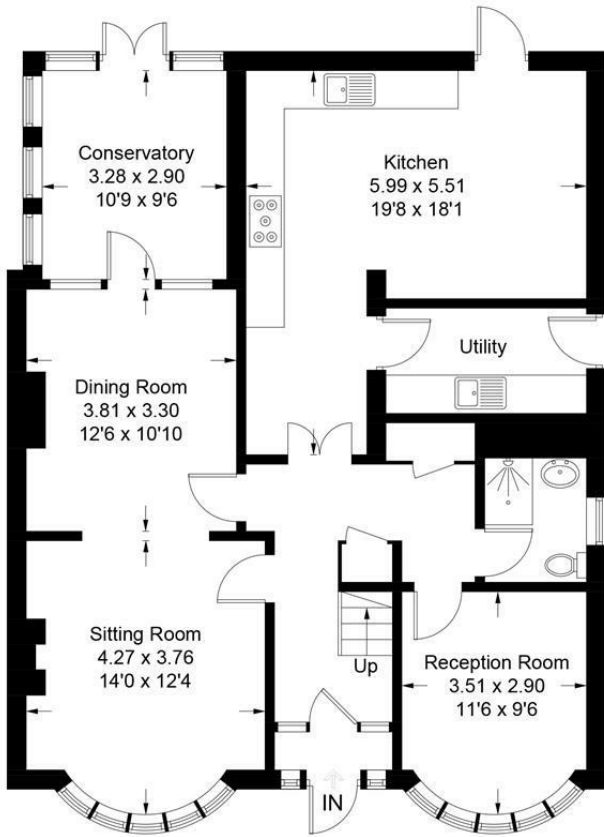 Conservatory
3.28 x 2.90
10'9 x 9'6
Kitchen
5.99 x 5.51
19'8 x 18'1
Utility
Dining Room
3.81 x 3.30
12'6 x 10'10
Sitting Room
4.27 x 3.76
14'0 x 12'4
Up
Reception Room
3.51 x 2.90
11'6 x 9'6
IN